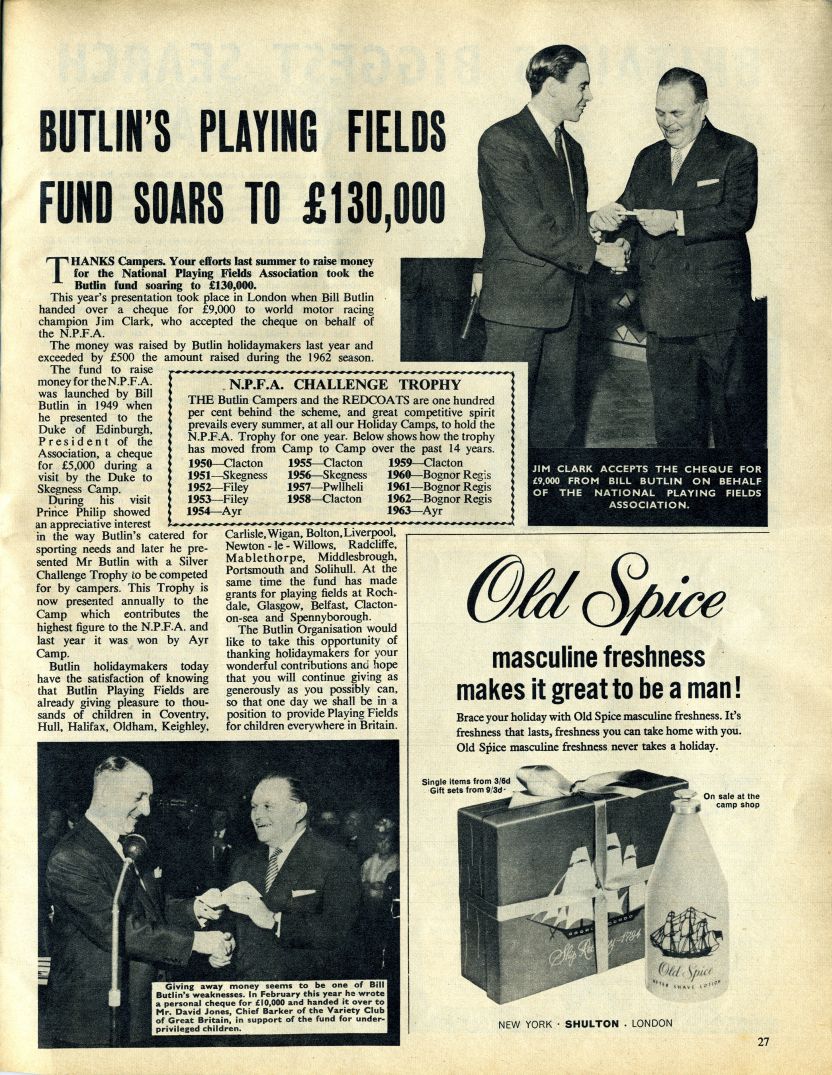 BUTLIN'S PLAYING FIELDS
FUND SOARS TO £130,000
THANKS Campers. Your efforts last summer to raise money
for the National Playing Fields Association took the
Butlin fund soaring to £130,000.
This year's presentation took place in London when Bill Butlin
handed over a cheque for £9,000 to world motor racing
champion Jim Clark, who accepted the cheque on behalf of
the N.P.F.A.
The money was raised by Butlin holidaymakers last year and
exceeded by £500 the amount raised during the 1962 season.
The fund to raise
money for the N.P.F.A.
was launched by Bill
Butlin in 1949 when
he presented to the
Duke of Edinburgh,
President of the
Association, a cheque
for £5,000 during a
visit by the Duke to
Skegness Camp.
During his visit
Prince Philip showed
an appreciative interest
in the way Butlin's catered for
sporting needs and later he pre-
sented Mr Butlin with a Silver
Challenge Trophy to be competed
for by campers. This Trophy is
now presented annually to the
Camp which contributes the
highest figure to the N.P.F.A. and
last year it was won by Ayr
Camp.
Butlin holidaymakers today
have the satisfaction of knowing
that Butlin Playing Fields are
already giving pleasure to thou-
sands of children in Coventry,
Hull, Halifax, Oldham, Keighley,
Carlisle, Wigan, Bolton, Liverpool,
Newton - le - Willows, Radcliffe,
Mablethorpe, Middlesbrough,
Portsmouth and Solihull. At the
same time the fund has made
grants for playing fields at Roch-
dale, Glasgow, Belfast, Clacton-
on-sea and Spennyborough.
The Butlin Organisation would
like to take this opportunity of
thanking holidaymakers for your
wonderful contributions and hope
that you will continue giving as
generously as you possibly can,
so that one day we shall be in a
position to provide Playing Fields
for children everywhere in Britain.
N.P.F.A. CHALLENGE TROPHY
THE Butlin Campers and the REDCOATS are one hundred
per cent behind the scheme, and great competitive spirit
prevails every summer, at all our Holiday Camps, to hold the
N.P.F.A. Trophy for one year. Below shows how the trophy
has moved from Camp to Camp over the past 14 years.
1950—Clacton 1955—Clacton 1959—Clacton
1951—Skegness 1956—Skegness 1960—Bognor Regis
1952—Filey 1957—Pwllheli 1961—Bognor Regis
1953—Filey 1958—Clacton 1962—Bognor Regis
1954—Ayr 1963—Ayr
JIM CLARK ACCEPTS THE CHEQUE FOR
£9,000 FROM BILL BUTLIN ON BEHALF
OF THE NATIONAL PLAYING FIELDS
ASSOCIATION.
Giving away money seems to be one of Bill
Butlin's weaknesses. In February this year he wrote
a personal cheque for £10,000 and handed it over to
Mr. David Jones, Chief Barker of the Variety Club
of Great Britain, in support of the fund for under-
privileged children.
Old Spice
masculine freshness
makes it great to be a man!
Brace your holiday with Old Spice masculine freshness. It's
freshness that lasts, freshness you can take home with you.
Old Spice masculine freshness never takes a holiday.
Single items from 3/6d
Gift sets from 9/3d
On sale at the
camp shop
Old Spice
AFTER SHAVE LOTION
NEW YORK · SHULTON · LONDON
27